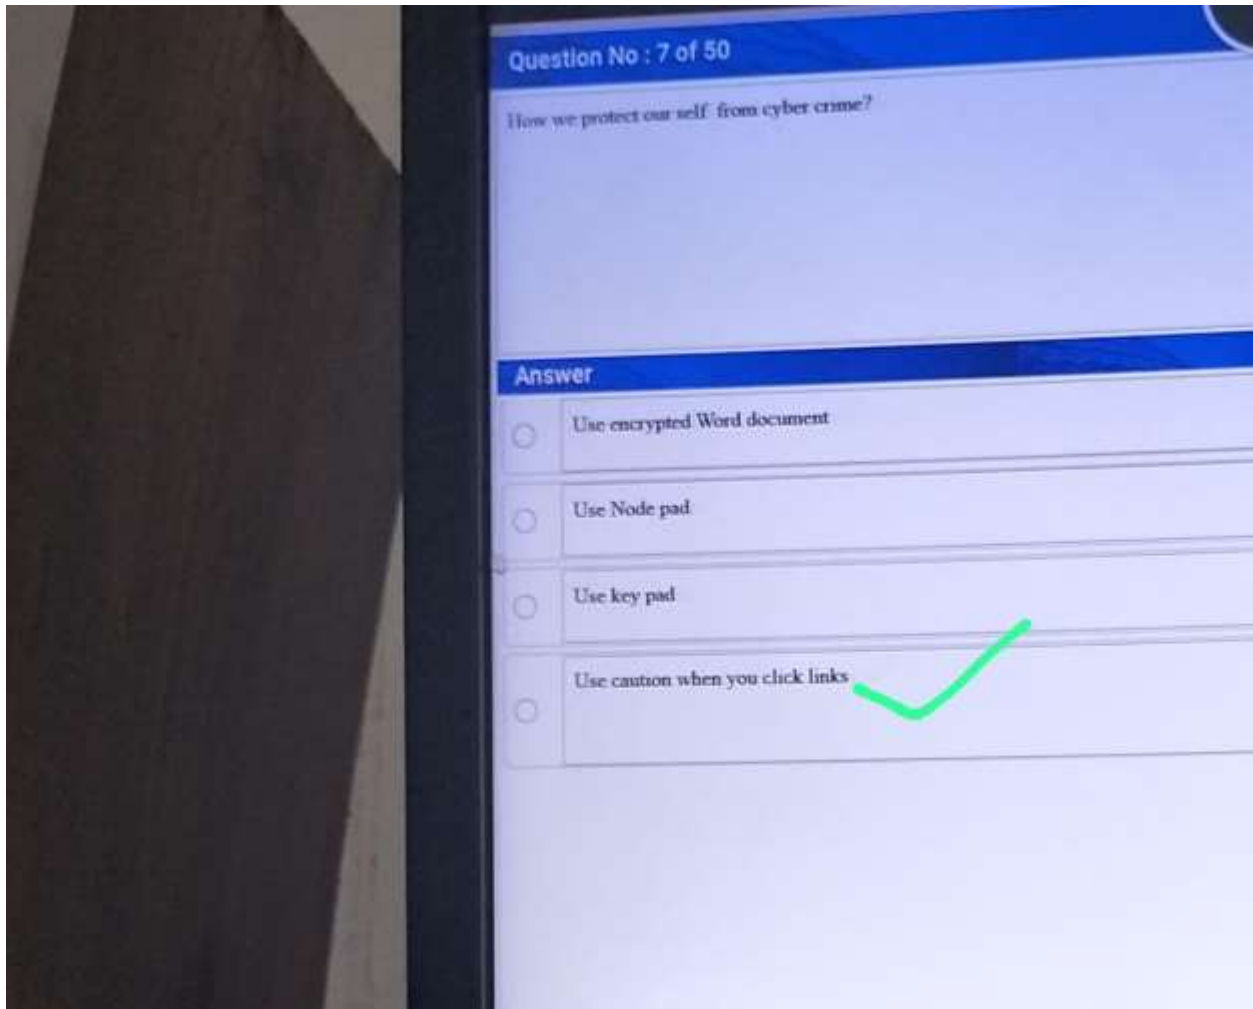 Question No : 7 of 50
How we protect our self from cyber crime?
Answer
Use encrypted Word document
Use Node pad
Use key pad
Use caution when you click links